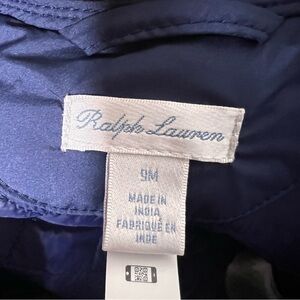 Ralph Lauren
9M
MADE IN
INDIA
FABRIQUÉ EN
INDE